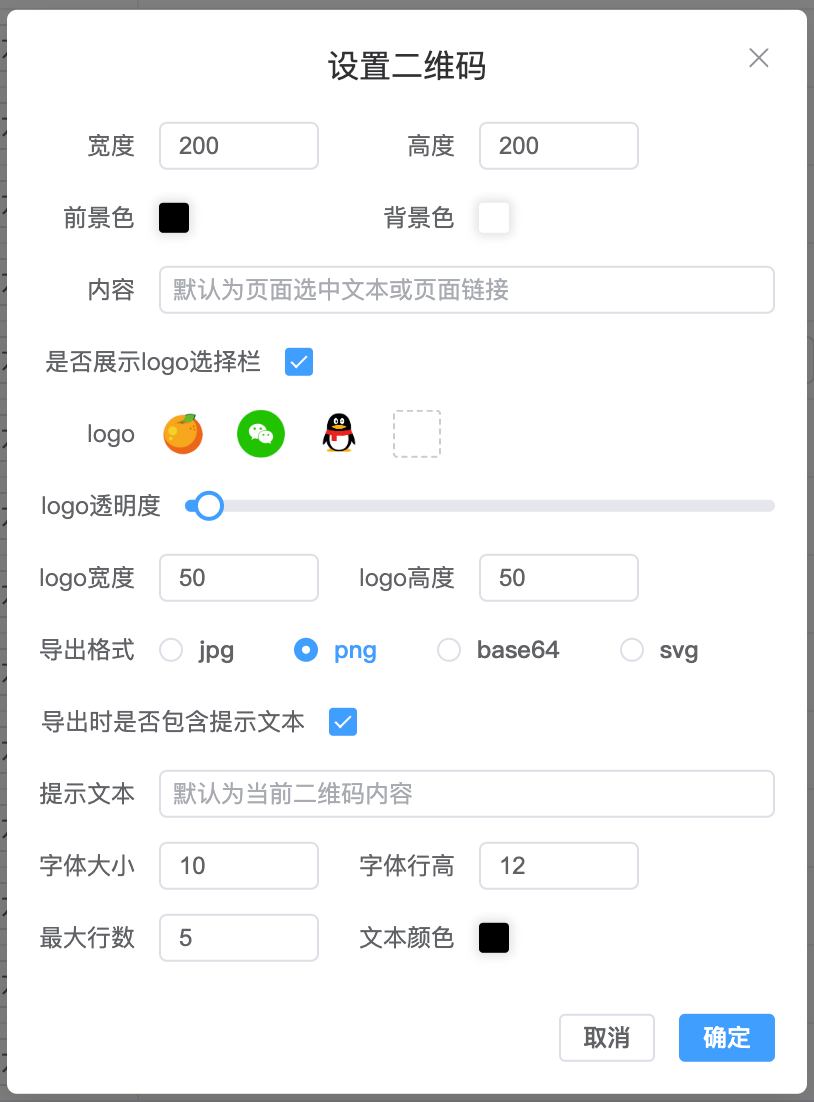 设置二维码
宽度 200 高度 200
前景色 背景色
内容 默认为页面选中文本或页面链接
是否展示logo选择栏
logo
logo透明度
logo宽度 50 logo高度 50
导出格式 jpg png base64 svg
导出时是否包含提示文本
提示文本 默认为当前二维码内容
字体大小 10 字体行高 12
最大行数 5 文本颜色
取消 确定